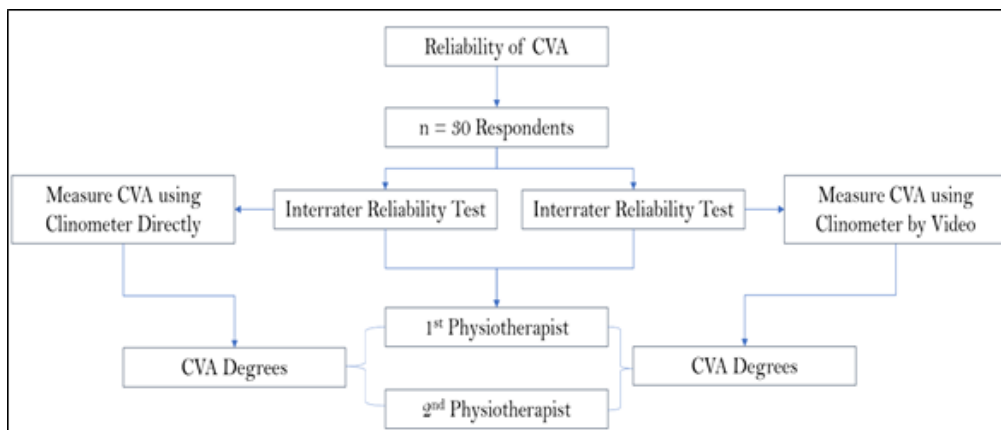 Reliability of CVA
n = 30 Respondents
Measure CVA using
Clinometer Directly
Interrater Reliability Test
Interrater Reliability Test
Measure CVA using
Clinometer by Video
1st Physiotherapist
CVA Degrees
CVA Degrees
2nd Physiotherapist